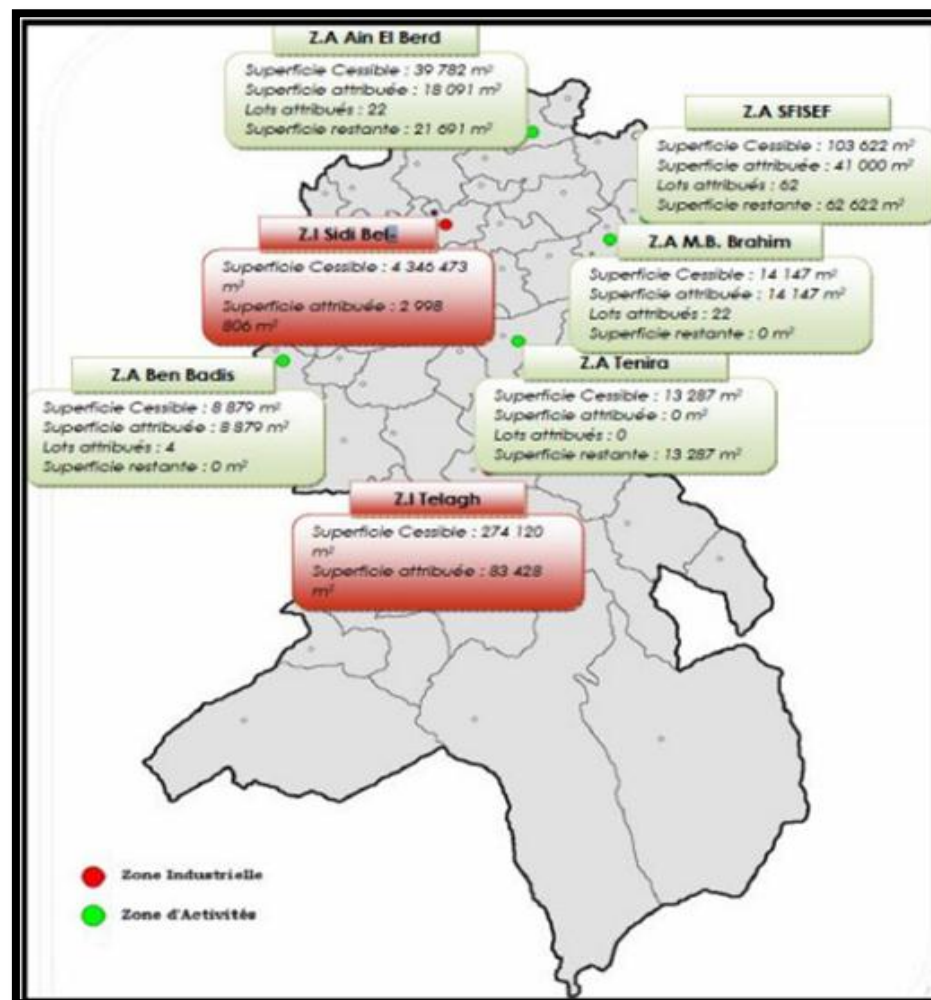 Z.A Ain El Berd
Superficie Cessible : 39 782 m²
Superficie attribuée : 18 091 m²
Lots attribués : 22
Superficie restante : 21 691 m²
Z.A SFISEF
Superficie Cessible : 103 622 m²
Superficie attribuée : 41 000 m²
Lots attribués : 62
Superficie restante : 62 622 m²
Z.I Sidi Bel-
Superficie Cessible : 4 346 473
m²
Superficie attribuée : 2 998
806 m²
Z.A M.B. Brahim
Superficie Cessible : 14 147 m²
Superficie attribuée : 14 147 m²
Lots attribués : 22
Superficie restante : 0 m²
Z.A Ben Badis
Superficie Cessible : 8 879 m²
Superficie attribuée : 8 879 m²
Lots attribués : 4
Superficie restante : 0 m²
Z.A Tenira
Superficie Cessible : 13 287 m²
Superficie attribuée : 0 m²
Lots attribués : 0
Superficie restante : 13 287 m²
Z.I Telagh
Superficie Cessible : 274 120
m²
Superficie attribuée : 83 428
m²
Zone Industrielle
Zone d'Activités